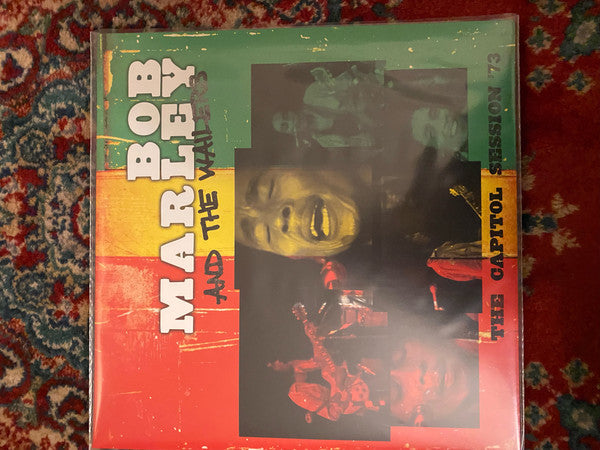 BOB
MARLEY
AND THE WAILERS
THE CAPITOL SESSION '73